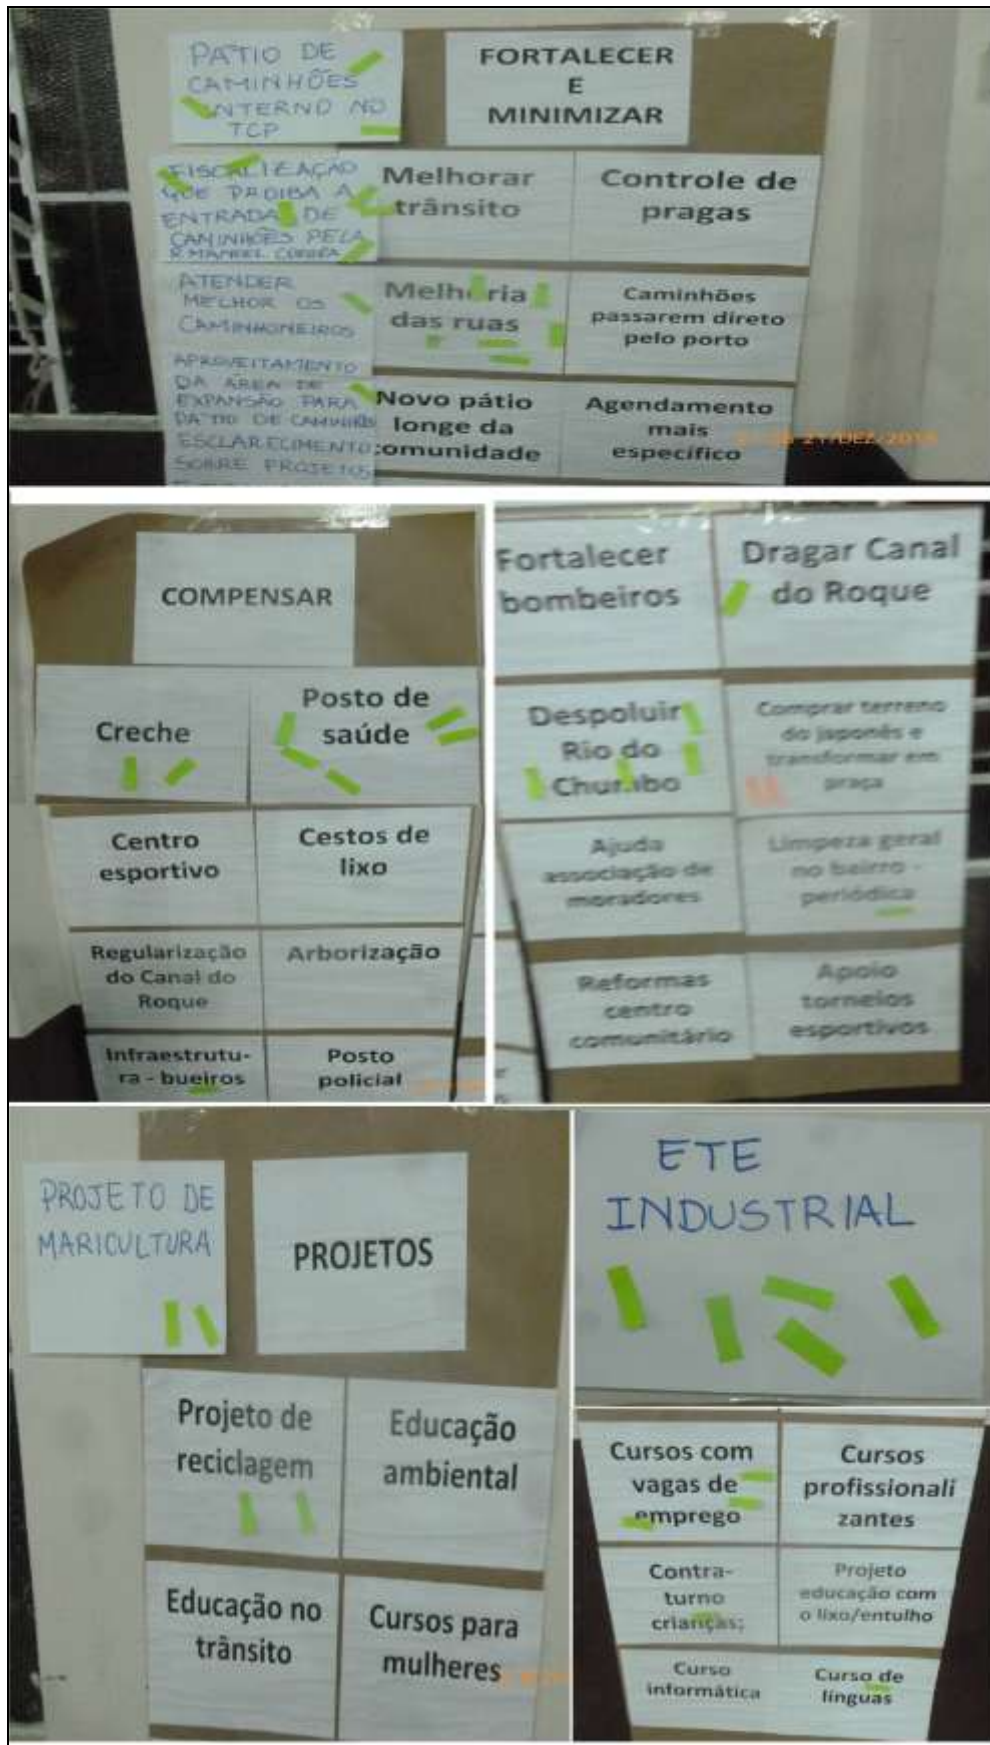 PÁTIO DE
CAMINHÕES
INTERNO NO
TCP
FORTALECER
E
MINIMIZAR
FISCALIZAÇÃO
QUE PROIBA A
ENTRADA DE
CAMINHÕES PELA
R. MANOEL CORREA
Melhorar
trânsito
Controle de
pragas
ATENDER
MELHOR OS
CAMINHONEIROS
Melhoria
das ruas
Caminhões
passarem direto
pelo porto
APROVEITAMENTO
DA ÁREA DE
EXPANSÃO PARA
PATIO DE CAMINHÕES
ESCLARECIMENTO
SOBRE PROJETOS
Novo pátio
longe da
comunidade
Agendamento
mais
específico
21/DEZ/
COMPENSAR
Creche
Posto de
saúde
Centro
esportivo
Cestos de
lixo
Regularização
do Canal do
Roque
Arborização
Infraestrutu-
ra - bueiros
Posto
policial
Fortalecer
bombeiros
Dragar Canal
do Roque
Despoluir
Rio do
Chumbo
Comprar terreno
do japonês e
transformar em
praça
Ajuda
associação de
moradores
Limpeza geral
no bairro -
periódica
Reformas
centro
comunitário
Apoio
torneios
esportivos
PROJETO DE
MARICULTURA
PROJETOS
Projeto de
reciclagem
Educação
ambiental
Educação no
trânsito
Cursos para
mulheres
ETE
INDUSTRIAL
Cursos com
vagas de
emprego
Cursos
profissionali
zantes
Contra-
turno
crianças;
Projeto
educação com
o lixo/entulho
Curso
informática
Curso de
línguas